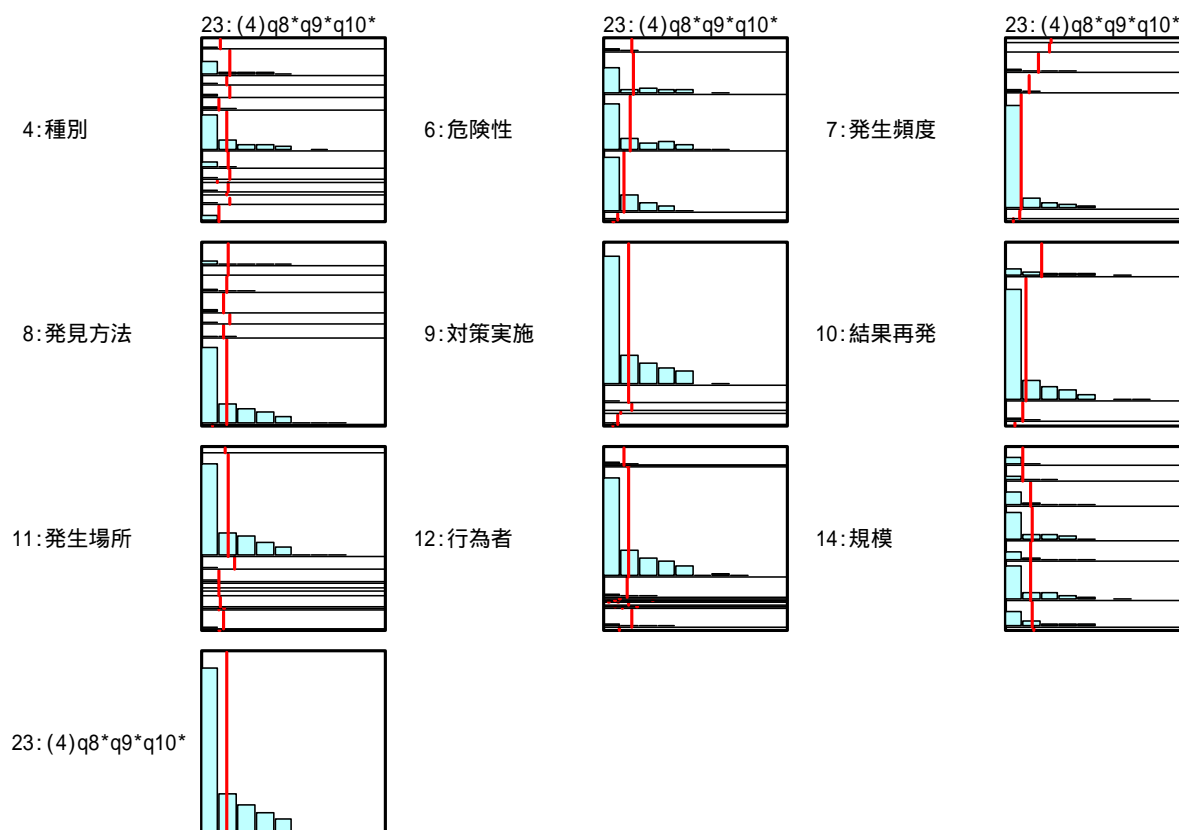 23:(4)q8*q9*q10* 23:(4)q8*q9*q10* 23:(4)q8*q9*q10*
4:種別 6:危険性 7:発生頻度
8:発見方法 9:対策実施 10:結果再発
11:発生場所 12:行為者 14:規模
23:(4)q8*q9*q10*